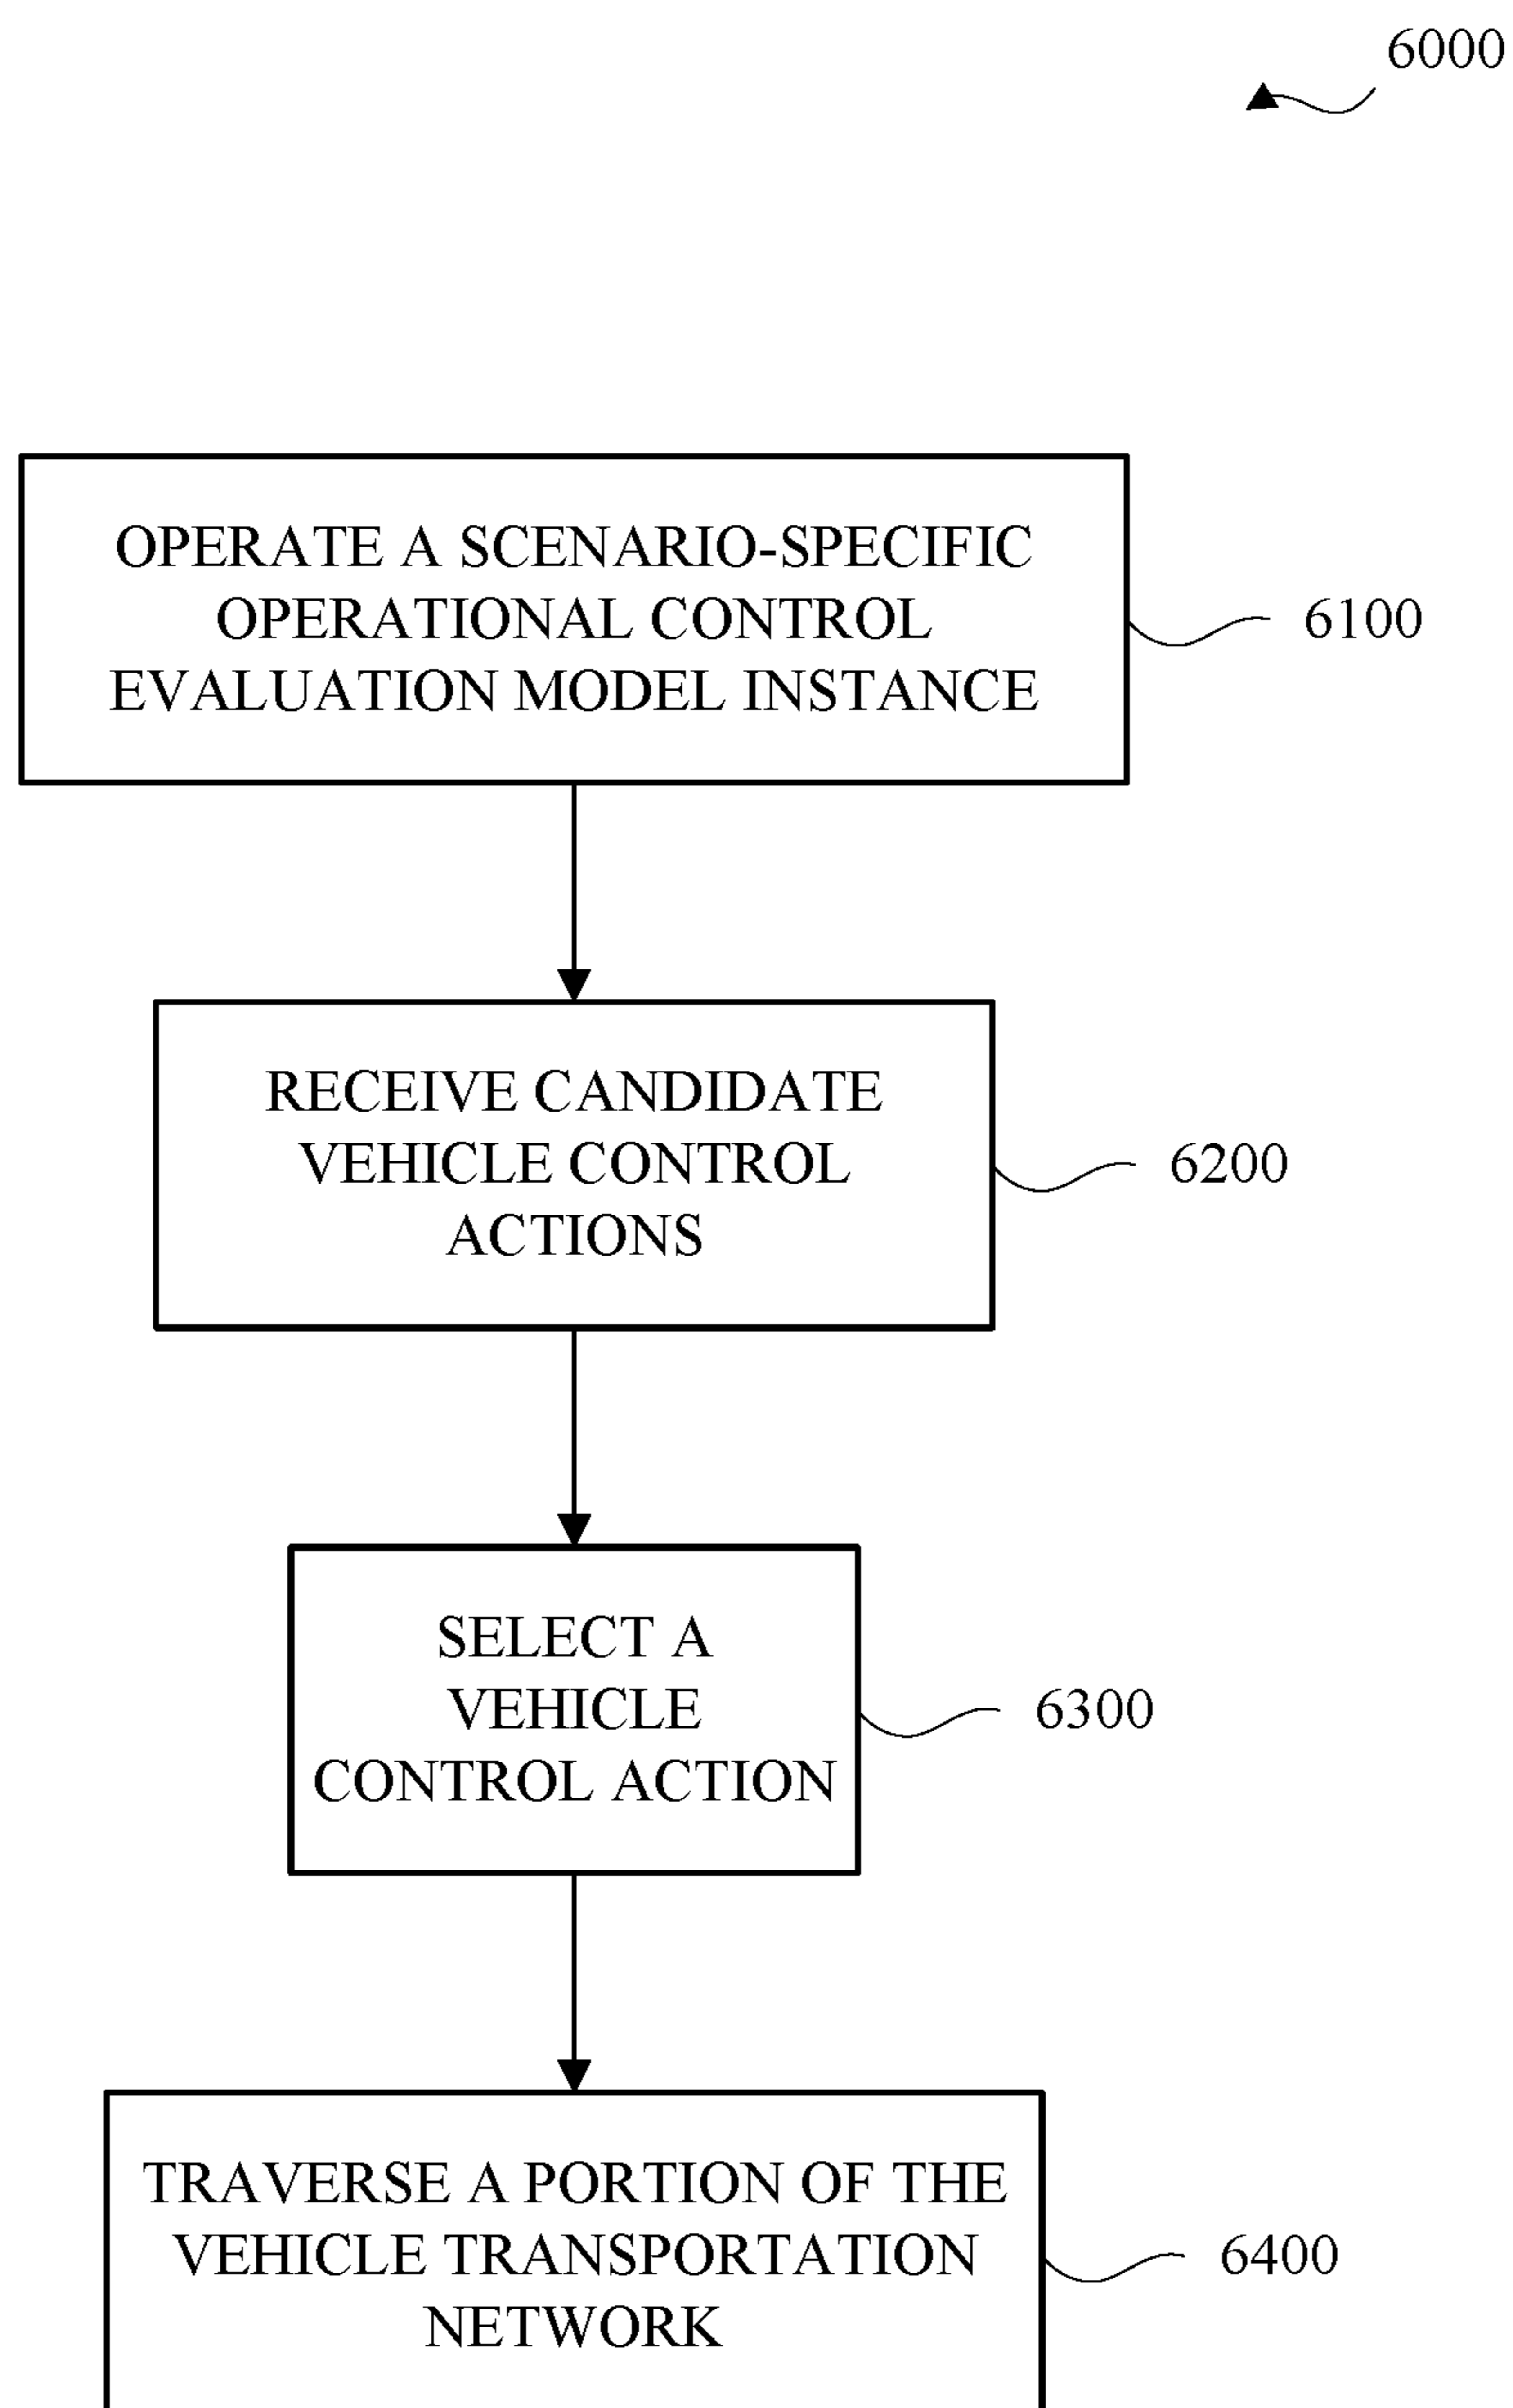 6000
OPERATE A SCENARIO-SPECIFIC
OPERATIONAL CONTROL
EVALUATION MODEL INSTANCE
6100
RECEIVE CANDIDATE
VEHICLE CONTROL
ACTIONS
6200
SELECT A
VEHICLE
CONTROL ACTION
6300
TRAVERSE A PORTION OF THE
VEHICLE TRANSPORTATION
NETWORK
6400